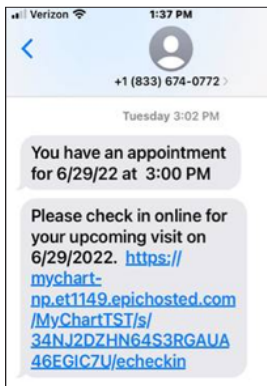 Verizon 1:37 PM
+1 (833) 674-0772
Tuesday 3:02 PM
You have an appointment
for 6/29/22 at 3:00 PM
Please check in online for
your upcoming visit on
6/29/2022. https://
mychart-
np.et1149.epichosted.com
/MyChartTST/s/
34NJ2DZHN64S3RGAUA
46EGIC7U/echeckin